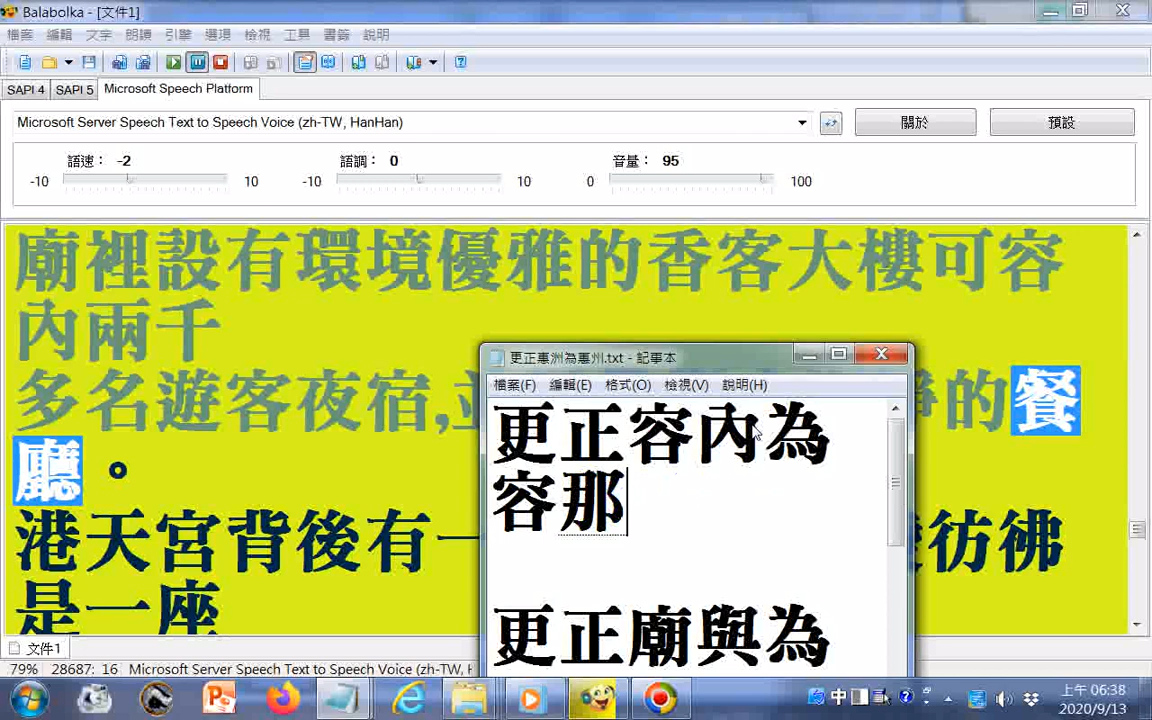 Balabolka - [文件1]
檔案 編輯 文字 朗讀 引擎 選項 檢視 工具 書籤 說明
SAPI 4 SAPI 5 Microsoft Speech Platform
Microsoft Server Speech Text to Speech Voice (zh-TW, HanHan)
關於 預設
語速： -2 語調： 0 音量： 95
-10 10 -10 10 0 100
廟裡設有環境優雅的香客大樓可容
內兩千
多名遊客夜宿,並
的餐
廳。
港天宮背後有一
彷彿
是一座
更正惠洲為惠州.txt - 記事本
檔案(F) 編輯(E) 格式(O) 檢視(V) 說明(H)
更正容內為
容那
更正廟與為
文件1
79% 28687: 16 Microsoft Server Speech Text to Speech Voice (zh-TW, H
中
上午 06:38
2020/9/13